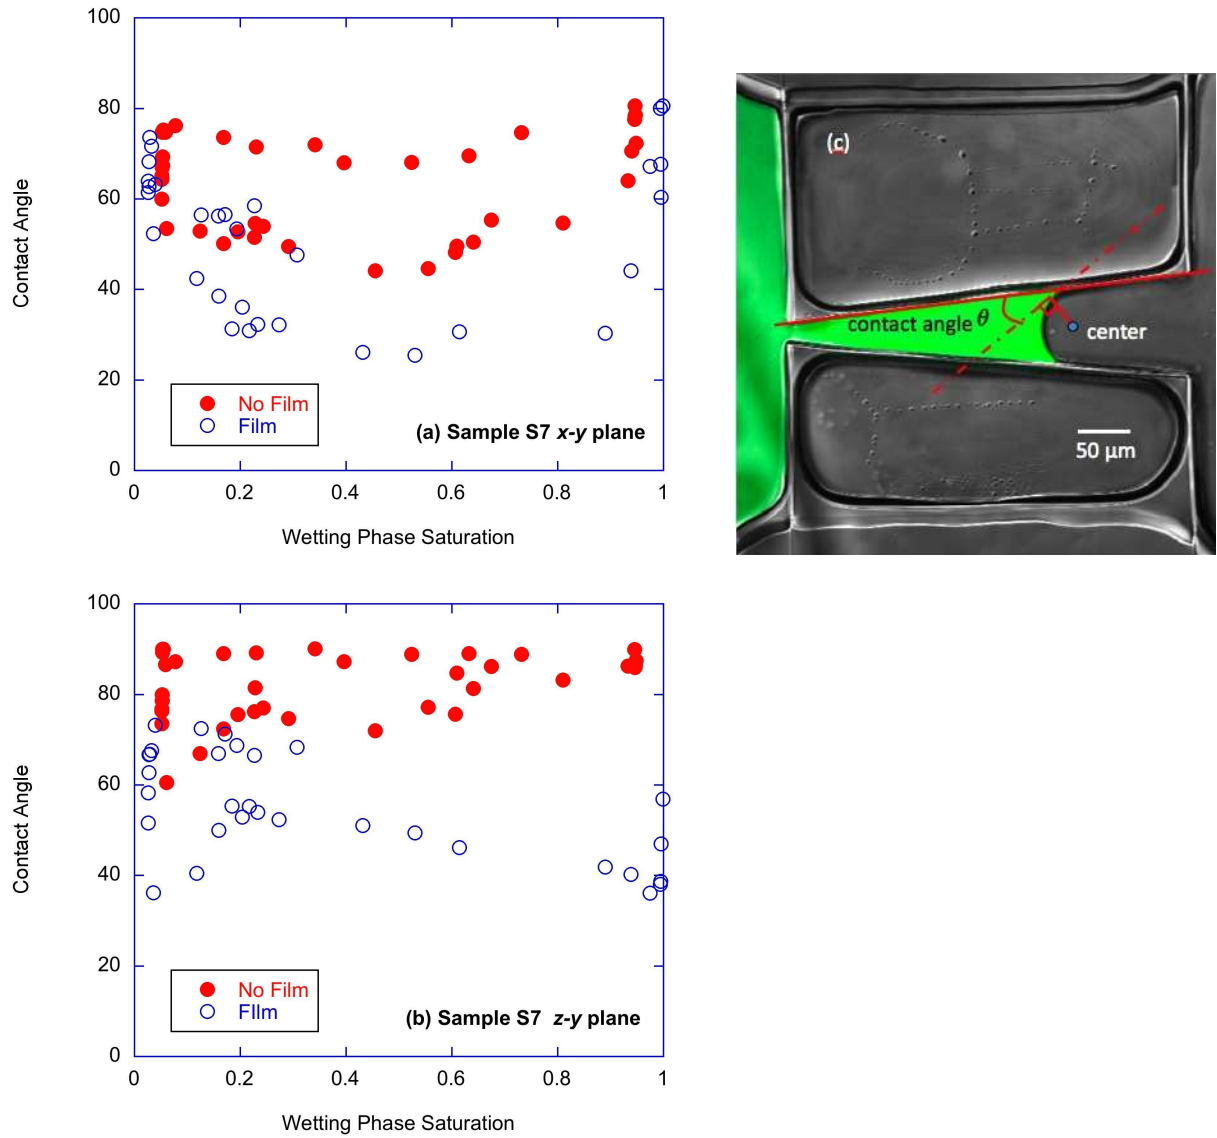 100
80
60
40
20
0
Contact Angle
No Film
Film
(a) Sample S7 x-y plane
0 0.2 0.4 0.6 0.8 1
Wetting Phase Saturation
(c)
contact angle θ
center
50 µm
100
80
60
40
20
0
Contact Angle
No Film
FIlm
(b) Sample S7 z-y plane
0 0.2 0.4 0.6 0.8 1
Wetting Phase Saturation